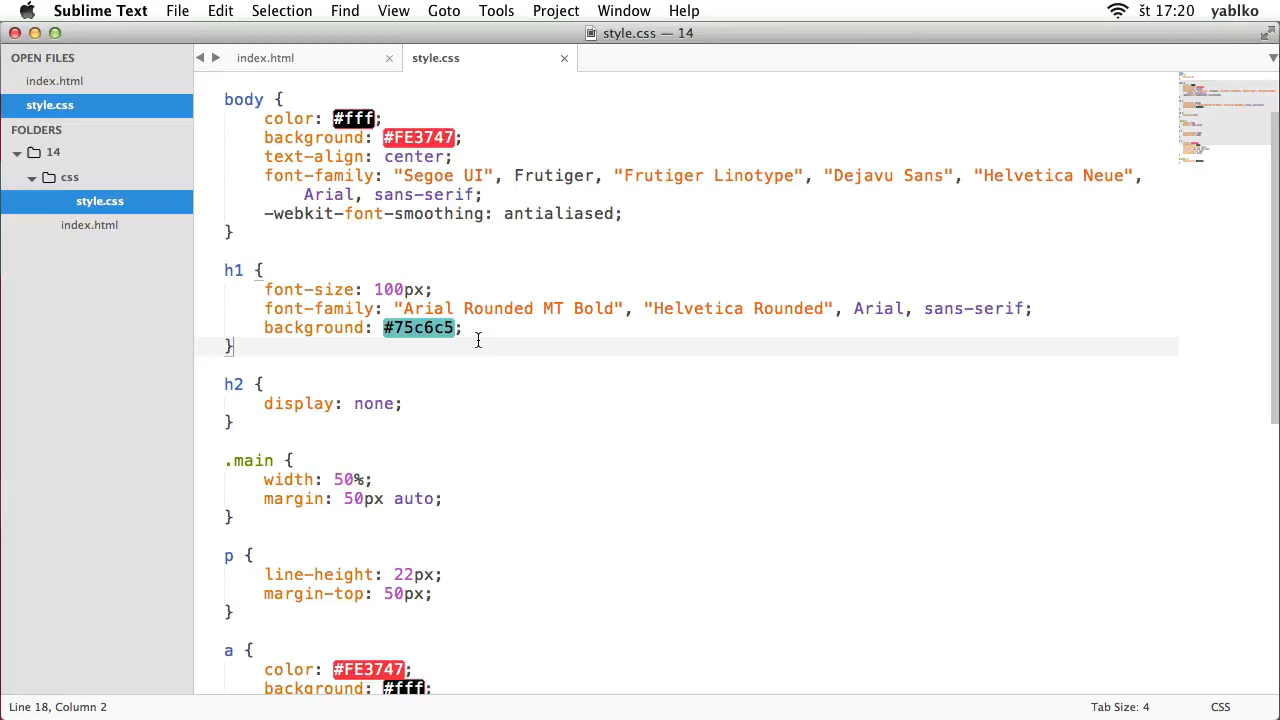 Sublime Text File Edit Selection Find View Goto Tools Project Window Help št 17:20 yablko
style.css — 14
OPEN FILES
index.html
style.css
FOLDERS
14
css
style.css
index.html
index.html
style.css
body {
color: #fff;
background: #FE3747;
text-align: center;
font-family: "Segoe UI", Frutiger, "Frutiger Linotype", "Dejavu Sans", "Helvetica Neue",
Arial, sans-serif;
-webkit-font-smoothing: antialiased;
}
h1 {
font-size: 100px;
font-family: "Arial Rounded MT Bold", "Helvetica Rounded", Arial, sans-serif;
background: #75c6c5;
}
h2 {
display: none;
}
.main {
width: 50%;
margin: 50px auto;
}
p {
line-height: 22px;
margin-top: 50px;
}
a {
color: #FE3747;
background: #fff;
Line 18, Column 2
Tab Size: 4
CSS